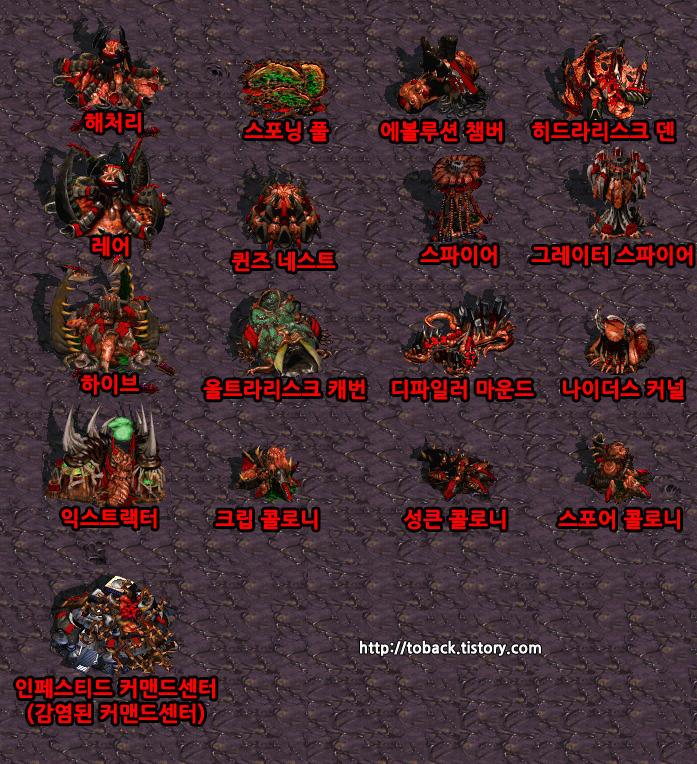 해처리
스포닝 풀
에볼루션 챔버
히드라리스크 덴
레어
퀸즈 네스트
스파이어
그레이터 스파이어
하이브
울트라리스크 캐번
디파일러 마운드
나이더스 커널
익스트랙터
크립 콜로니
성큰 콜로니
스포어 콜로니
http://toback.tistory.com
인페스티드 커맨드센터
(감염된 커맨드센터)